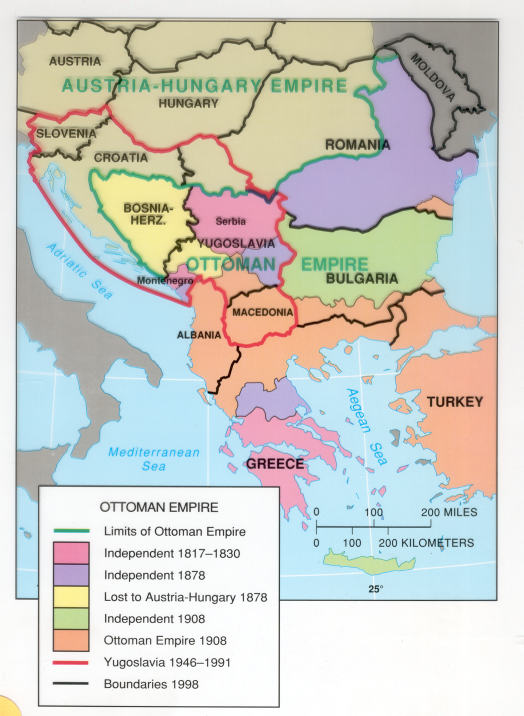 AUSTRIA
AUSTRIA-HUNGARY EMPIRE
HUNGARY
MOLDOVA
SLOVENIA
CROATIA
ROMANIA
BOSNIA-
HERZ.
Serbia
YUGOSLAVIA
OTTOMAN EMPIRE
BULGARIA
Montenegro
Adriatic Sea
MACEDONIA
ALBANIA
TURKEY
Aegean Sea
Mediterranean
Sea
GREECE
0 100 200 MILES
0 100 200 KILOMETERS
25°
OTTOMAN EMPIRE
Limits of Ottoman Empire
Independent 1817–1830
Independent 1878
Lost to Austria-Hungary 1878
Independent 1908
Ottoman Empire 1908
Yugoslavia 1946–1991
Boundaries 1998